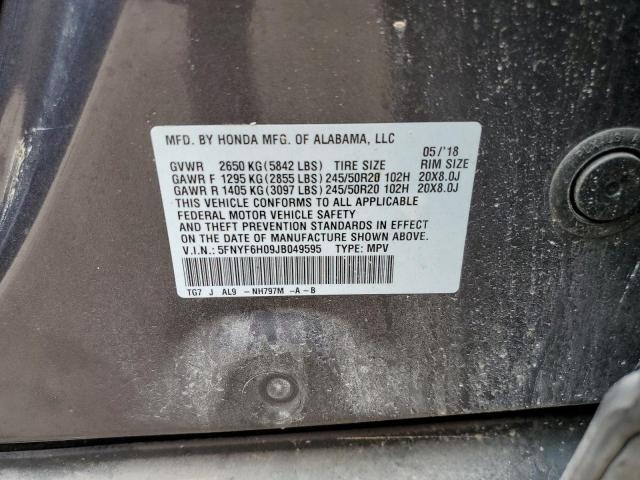 MFD. BY HONDA MFG. OF ALABAMA, LLC 05/'18
GVWR 2650 KG(5842 LBS) TIRE SIZE RIM SIZE
GAWR F 1295 KG(2855 LBS)245/50R20 102H 20X8.0J
GAWR R 1405 KG(3097 LBS)245/50R20 102H 20X8.0J
THIS VEHICLE CONFORMS TO ALL APPLICABLE
FEDERAL MOTOR VEHICLE SAFETY
AND THEFT PREVENTION STANDARDS IN EFFECT
ON THE DATE OF MANUFACTURE SHOWN ABOVE.
V.I.N.: 5FNYF6H09JB049595 TYPE: MPV
TG7 J AL9 -NH797M -A-B